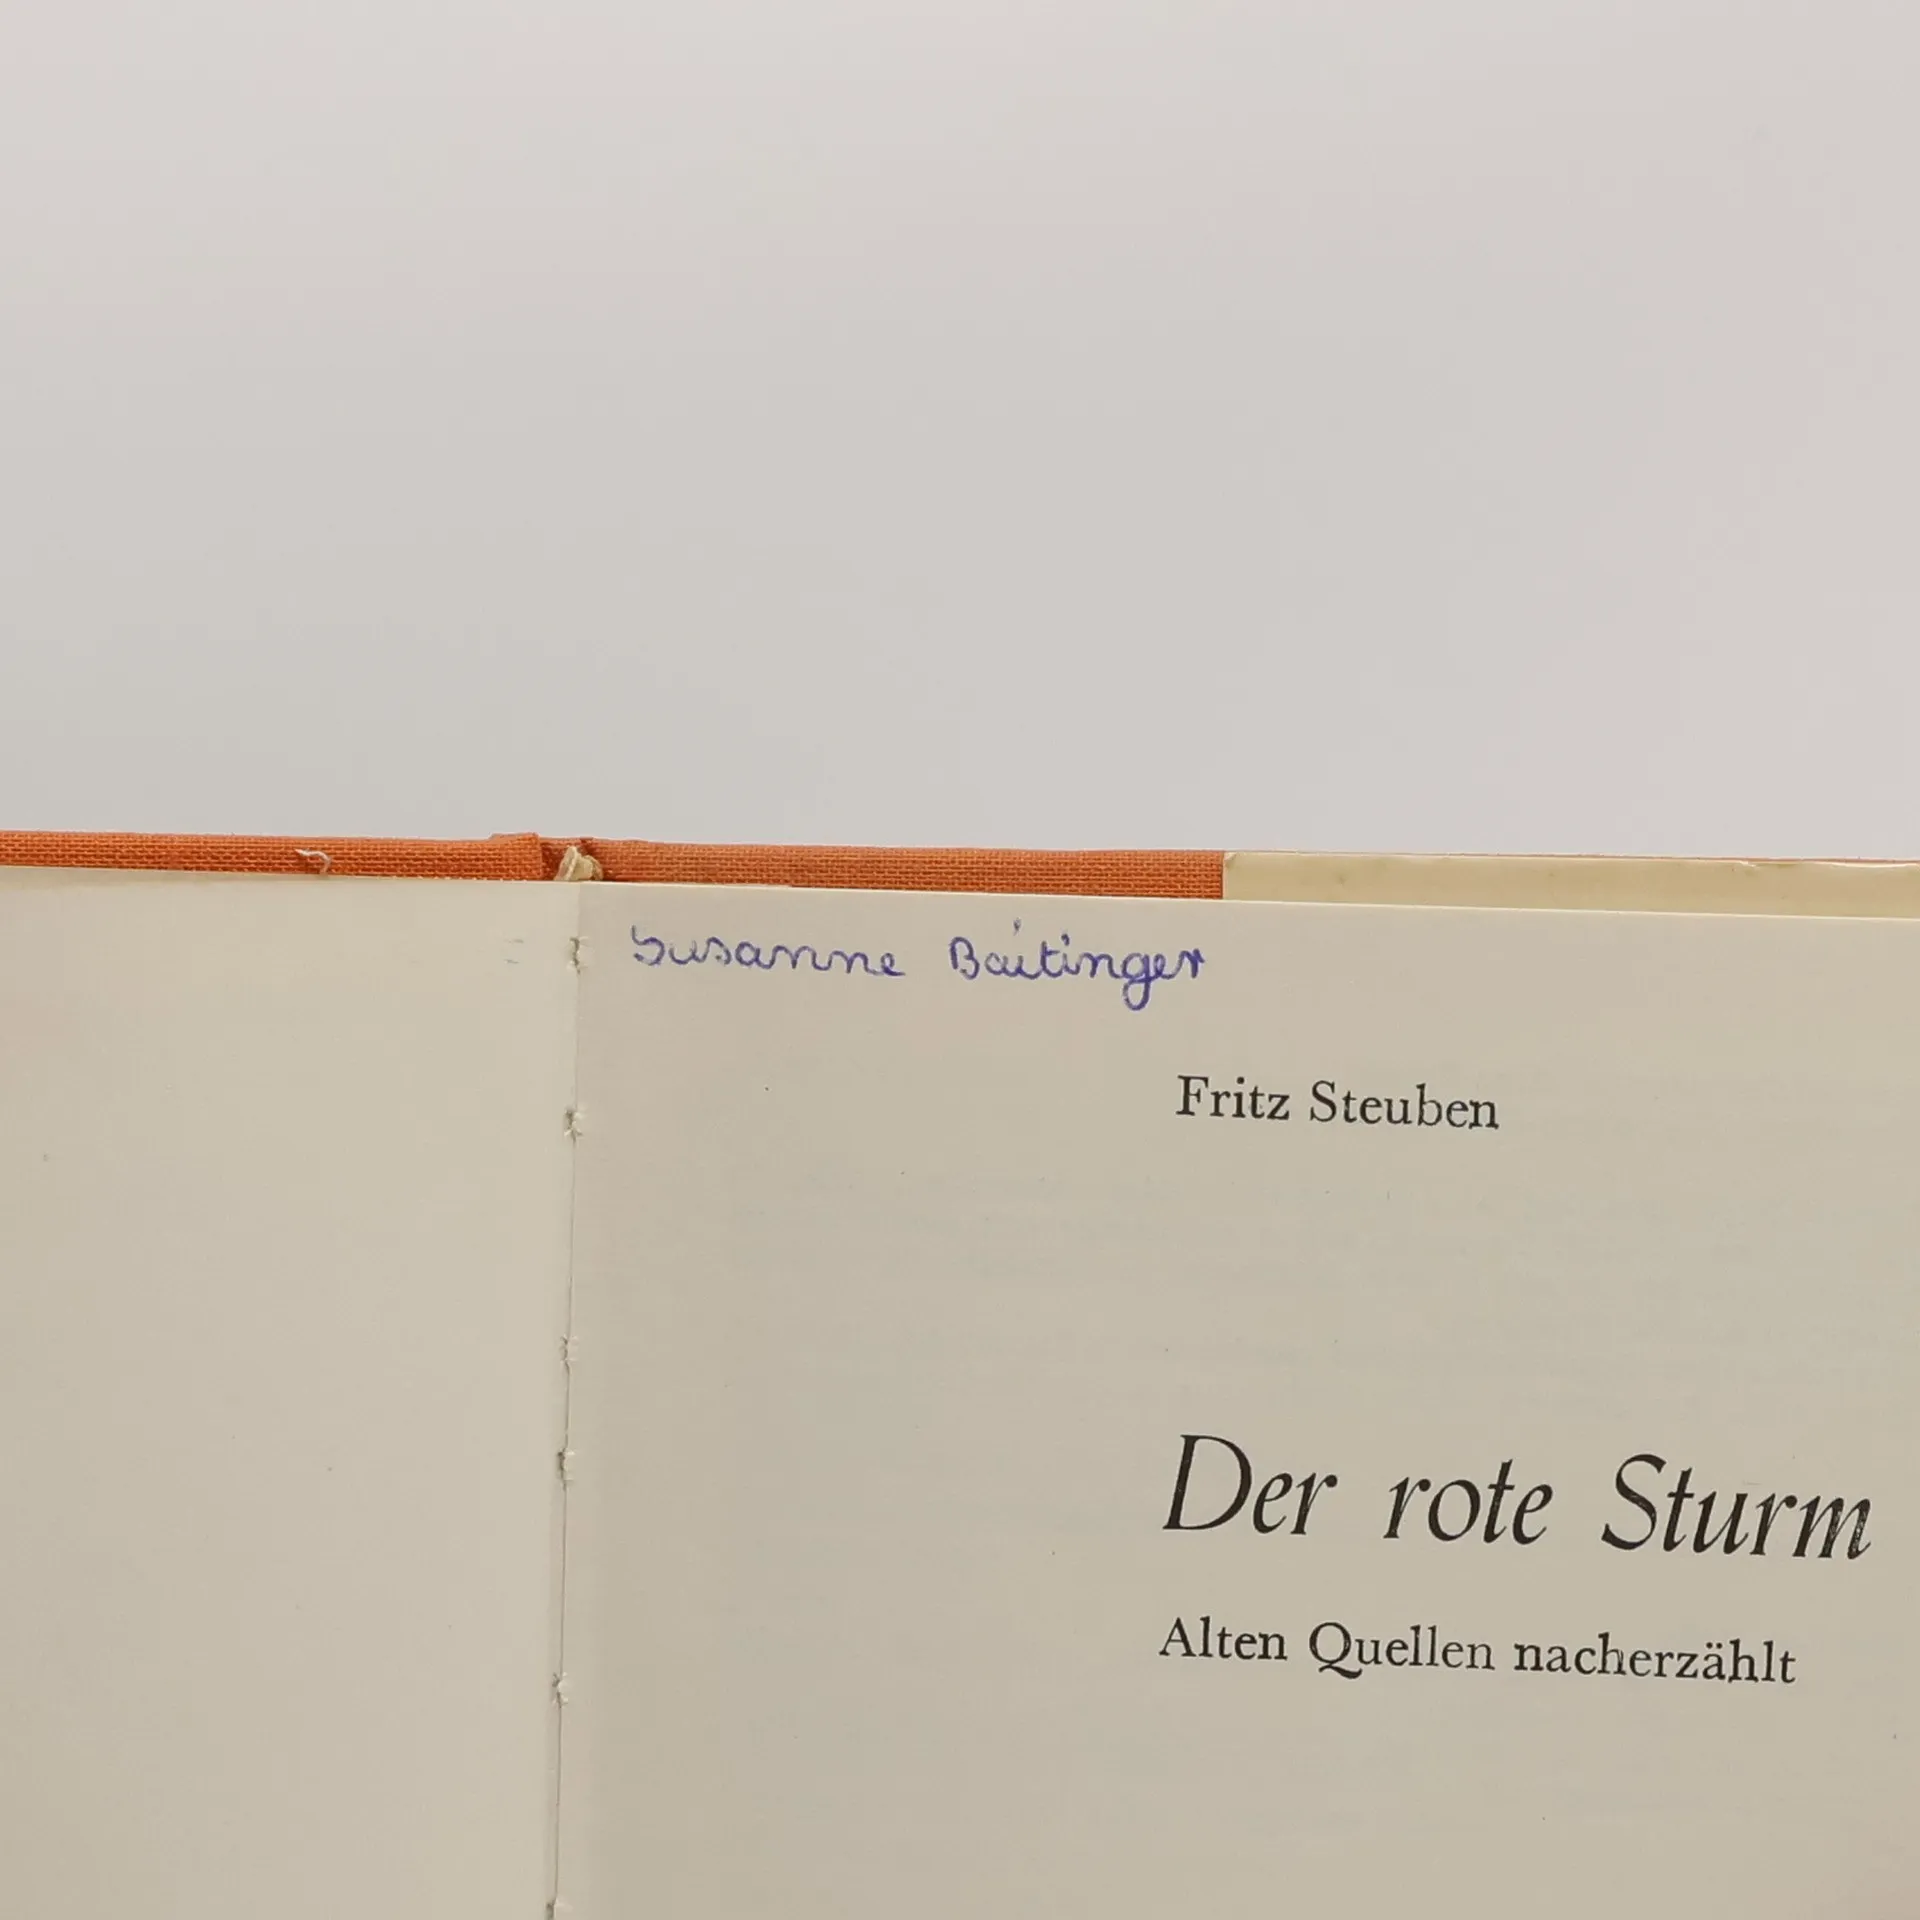 Susanne Baitinger
Fritz Steuben
Der rote Sturm
Alten Quellen nacherzählt